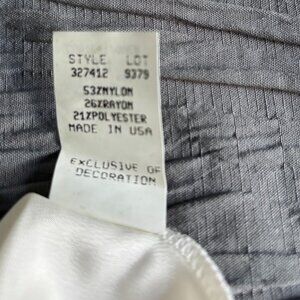 STYLE LOT
327412 9379
53%NYLON
26%RAYON
21%POLYESTER
MADE IN USA
EXCLUSIVE OF
DECORATION